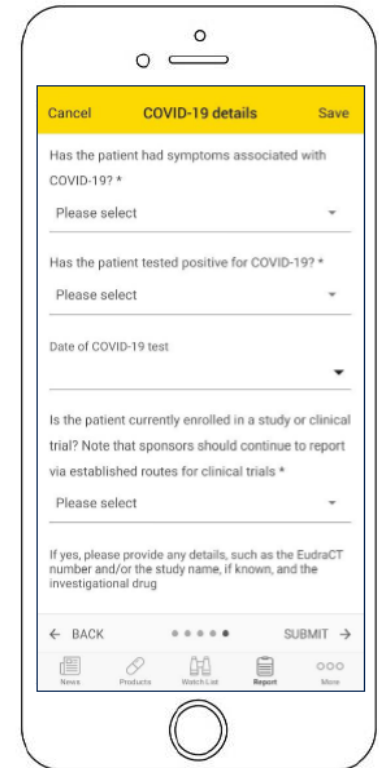 Cancel COVID-19 details Save
Has the patient had symptoms associated with
COVID-19? *
Please select
Has the patient tested positive for COVID-19? *
Please select
Date of COVID-19 test
Is the patient currently enrolled in a study or clinical
trial? Note that sponsors should continue to report
via established routes for clinical trials *
Please select
If yes, please provide any details, such as the EudraCT
number and/or the study name, if known, and the
investigational drug
← BACK SUBMIT →
News Products Watch List Report More